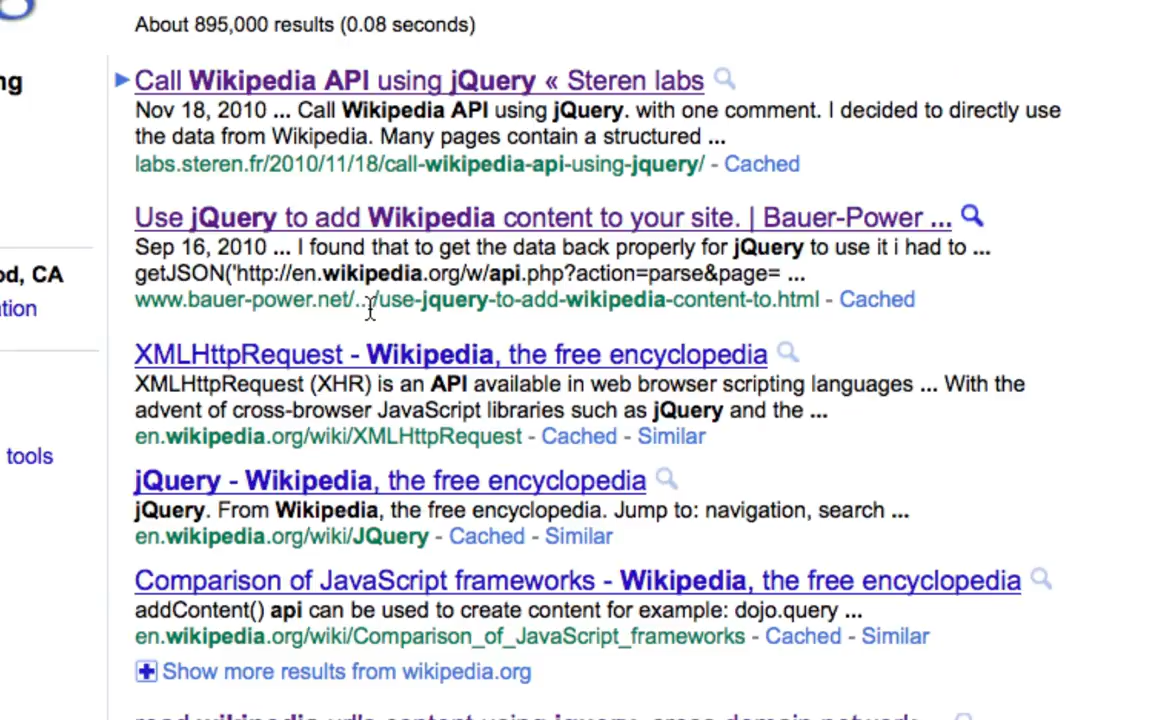 About 895,000 results (0.08 seconds)
ng
Call Wikipedia API using jQuery « Steren labs
Nov 18, 2010 ... Call Wikipedia API using jQuery. with one comment. I decided to directly use
the data from Wikipedia. Many pages contain a structured ...
labs.steren.fr/2010/11/18/call-wikipedia-api-using-jquery/ - Cached
Use jQuery to add Wikipedia content to your site. | Bauer-Power ...
Sep 16, 2010 ... I found that to get the data back properly for jQuery to use it i had to ...
od, CA
getJSON('http://en.wikipedia.org/w/api.php?action=parse&page= ...
tion
www.bauer-power.net/.../use-jquery-to-add-wikipedia-content-to.html - Cached
XMLHttpRequest - Wikipedia, the free encyclopedia
XMLHttpRequest (XHR) is an API available in web browser scripting languages ... With the
advent of cross-browser JavaScript libraries such as jQuery and the ...
en.wikipedia.org/wiki/XMLHttpRequest - Cached - Similar
tools
jQuery - Wikipedia, the free encyclopedia
jQuery. From Wikipedia, the free encyclopedia. Jump to: navigation, search ...
en.wikipedia.org/wiki/JQuery - Cached - Similar
Comparison of JavaScript frameworks - Wikipedia, the free encyclopedia
addContent() api can be used to create content for example: dojo.query ...
en.wikipedia.org/wiki/Comparison_of_JavaScript_frameworks - Cached - Similar
Show more results from wikipedia.org
read wikipedia url's content using jquery, cross domain network